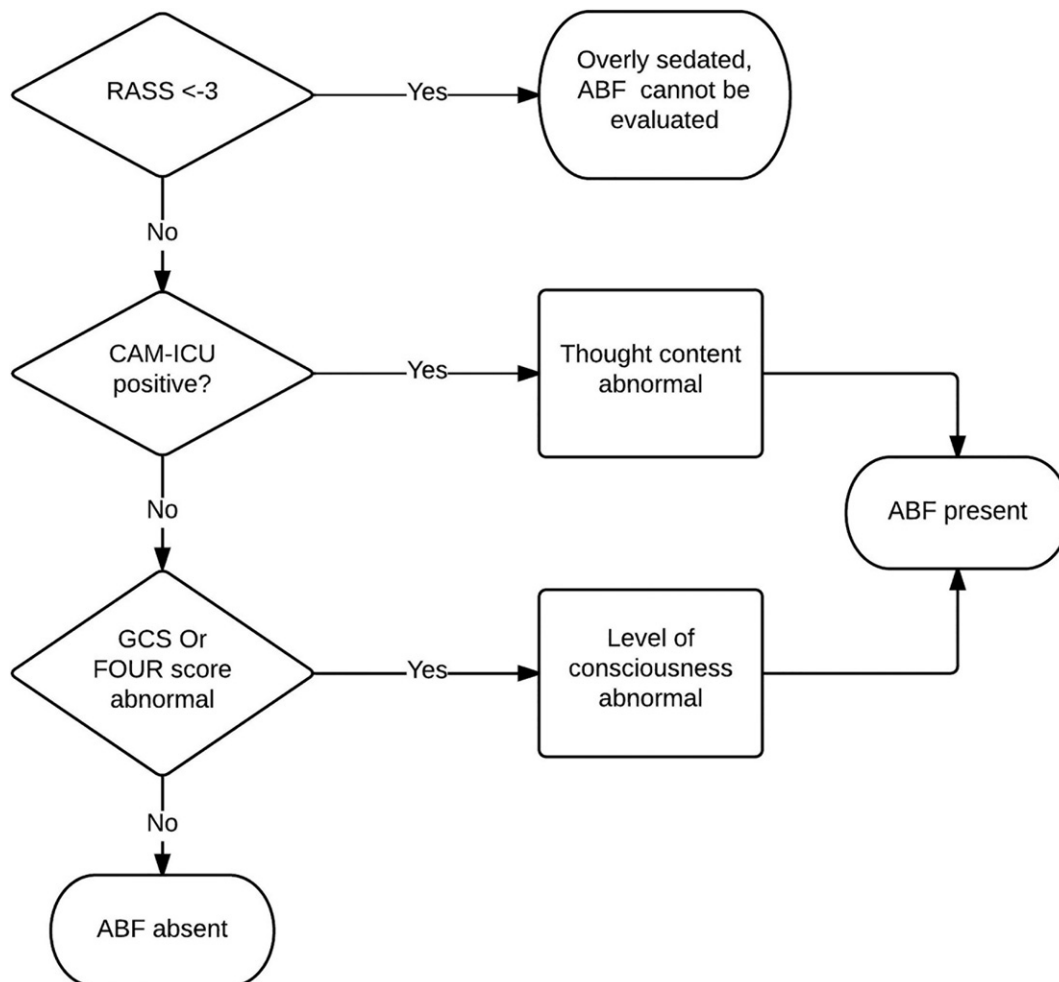 RASS <-3
Yes
Overly sedated,
ABF cannot be
evaluated
No
CAM-ICU
positive?
Yes
Thought content
abnormal
ABF present
No
GCS Or
FOUR score
abnormal
Yes
Level of
consciousness
abnormal
No
ABF absent